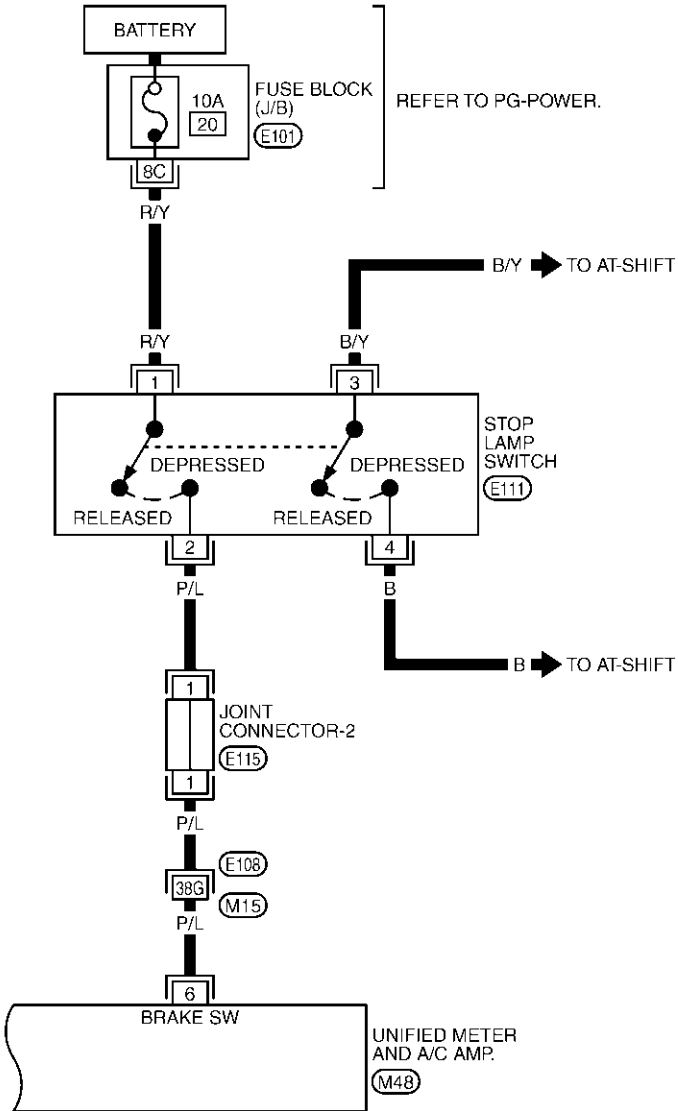 BATTERY
10A
20
FUSE BLOCK
(J/B)
E101
REFER TO PG-POWER.
8C
R/Y
B/Y
TO AT-SHIFT
R/Y
B/Y
1
3
STOP
LAMP
SWITCH
E111
DEPRESSED
DEPRESSED
RELEASED
RELEASED
2
4
P/L
B
B
TO AT-SHIFT
1
JOINT
CONNECTOR-2
E115
1
P/L
E108
38G
M15
P/L
6
BRAKE SW
UNIFIED METER
AND A/C AMP.
M48